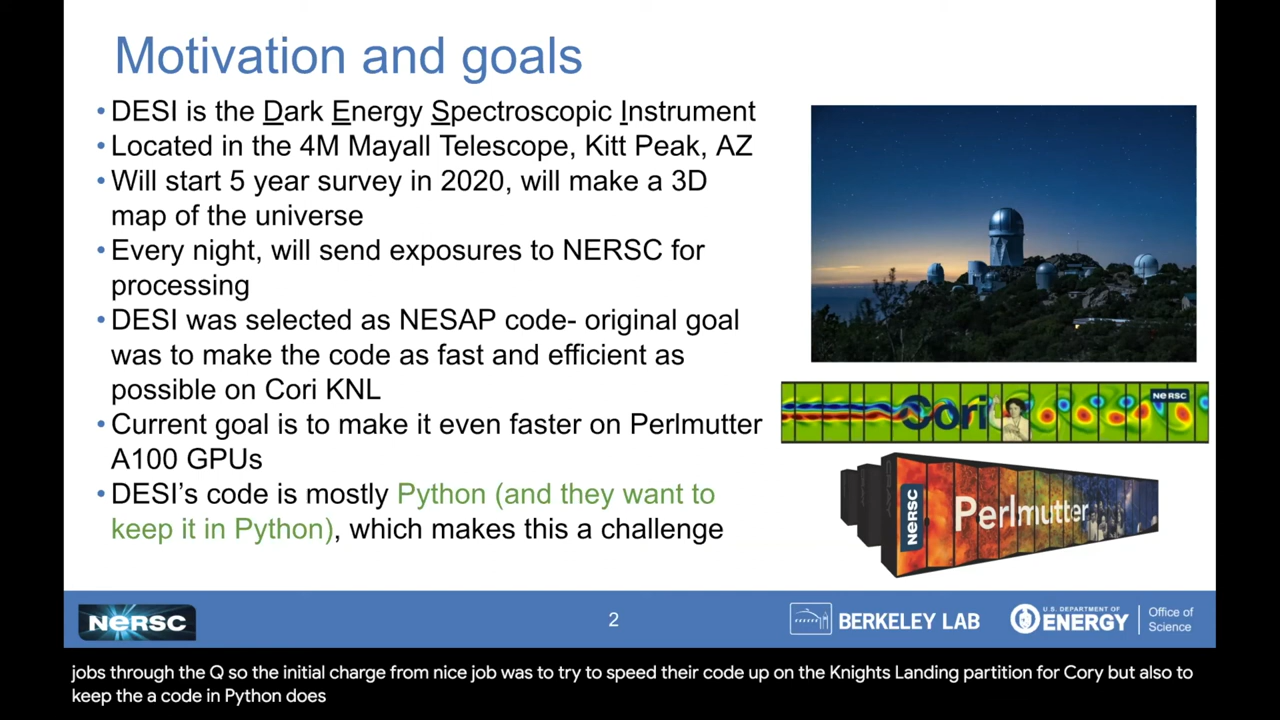 Motivation and goals
• DESI is the Dark Energy Spectroscopic Instrument
• Located in the 4M Mayall Telescope, Kitt Peak, AZ
• Will start 5 year survey in 2020, will make a 3D
map of the universe
• Every night, will send exposures to NERSC for
processing
• DESI was selected as NESAP code- original goal
was to make the code as fast and efficient as
possible on Cori KNL
• Current goal is to make it even faster on Perlmutter
A100 GPUs
• DESI's code is mostly Python (and they want to
keep it in Python), which makes this a challenge
Cori
NERSC
NERSC
Perlmutter
NERSC
2
BERKELEY LAB
U.S. DEPARTMENT OF
ENERGY
Office of
Science
jobs through the Q so the initial charge from nice job was to try to speed their code up on the Knights Landing partition for Cory but also to
keep the a code in Python does